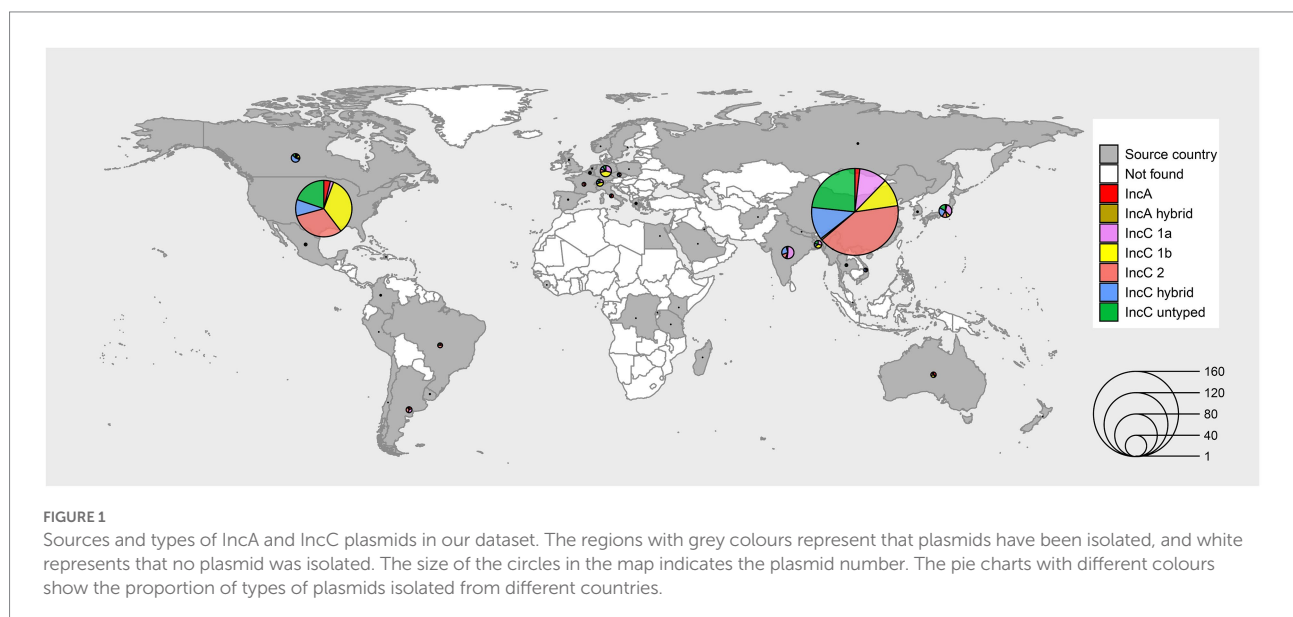 Source country
Not found
IncA
IncA hybrid
IncC 1a
IncC 1b
IncC 2
IncC hybrid
IncC untyped
160
120
80
40
1
FIGURE 1
Sources and types of IncA and IncC plasmids in our dataset. The regions with grey colours represent that plasmids have been isolated, and white
represents that no plasmid was isolated. The size of the circles in the map indicates the plasmid number. The pie charts with different colours
show the proportion of types of plasmids isolated from different countries.